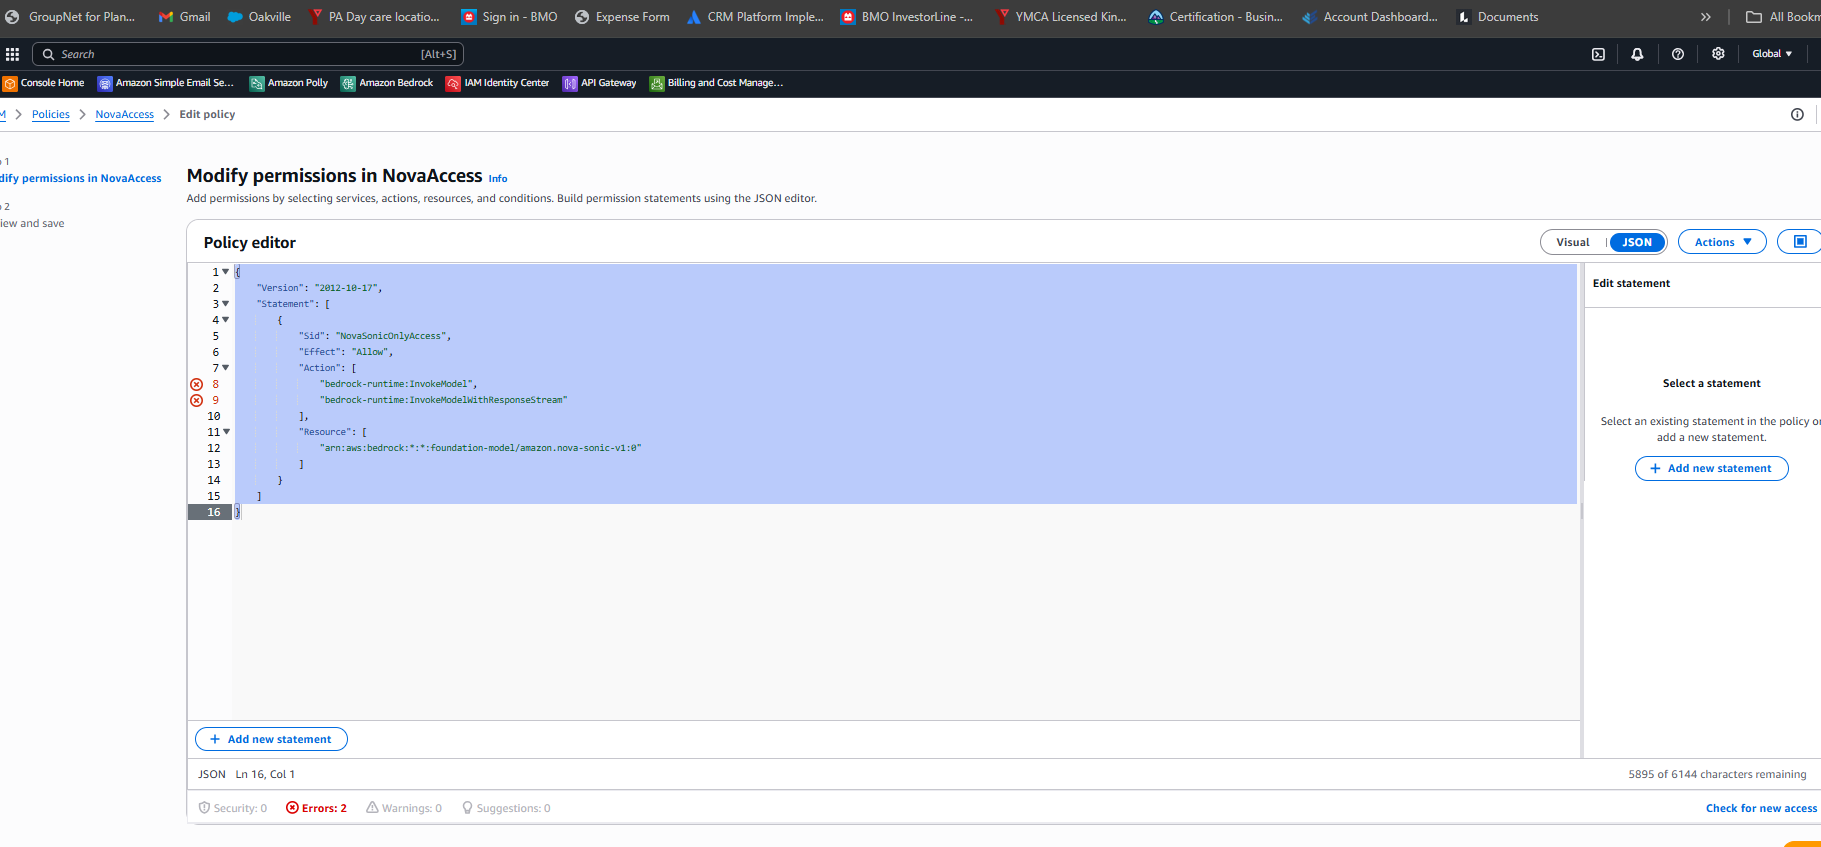 GroupNet for Plan... Gmail Oakville PA Day care locatio... Sign in - BMO Expense Form CRM Platform Imple... BMO InvestorLine -... YMCA Licensed Kin... Certification - Busin... Account Dashboard... Documents » All Bookm
Search [Alt+S] Global
Console Home Amazon Simple Email Se... Amazon Polly Amazon Bedrock IAM Identity Center API Gateway Billing and Cost Manage...
M > Policies > NovaAccess > Edit policy
1
dify permissions in NovaAccess
2
iew and save
Modify permissions in NovaAccess Info
Add permissions by selecting services, actions, resources, and conditions. Build permission statements using the JSON editor.
Policy editor Visual JSON Actions
1 {
2 "Version": "2012-10-17",
3 "Statement": [
4 {
5 "Sid": "NovaSonicOnlyAccess",
6 "Effect": "Allow",
7 "Action": [
8 "bedrock-runtime:InvokeModel",
9 "bedrock-runtime:InvokeModelWithResponseStream"
10 ],
11 "Resource": [
12 "arn:aws:bedrock:*:*:foundation-model/amazon.nova-sonic-v1:0"
13 ]
14 }
15 ]
16 }
Edit statement
Select a statement
Select an existing statement in the policy or
add a new statement.
+ Add new statement
+ Add new statement
JSON Ln 16, Col 1 5895 of 6144 characters remaining
Security: 0 Errors: 2 Warnings: 0 Suggestions: 0 Check for new access